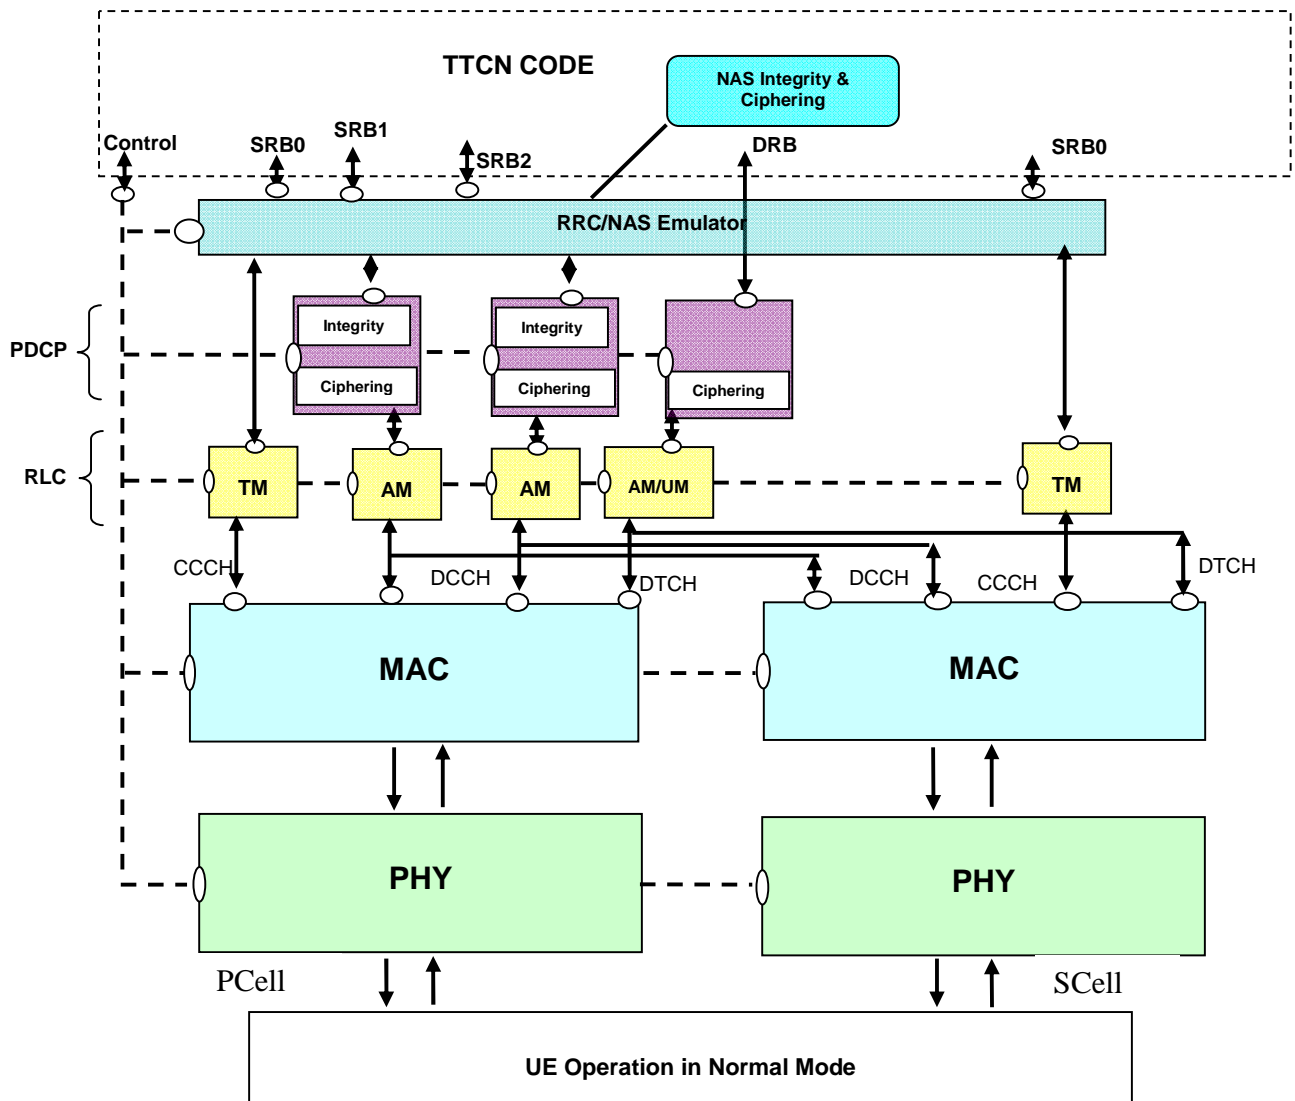 TTCN CODE
NAS Integrity &
Ciphering
Control
SRB0
SRB1
SRB2
DRB
SRB0
RRC/NAS Emulator
PDCP
Integrity
Integrity
Ciphering
Ciphering
Ciphering
RLC
TM
AM
AM
AM/UM
TM
CCCH
DCCH
DTCH
DCCH
CCCH
DTCH
MAC
MAC
PHY
PHY
PCell
SCell
UE Operation in Normal Mode